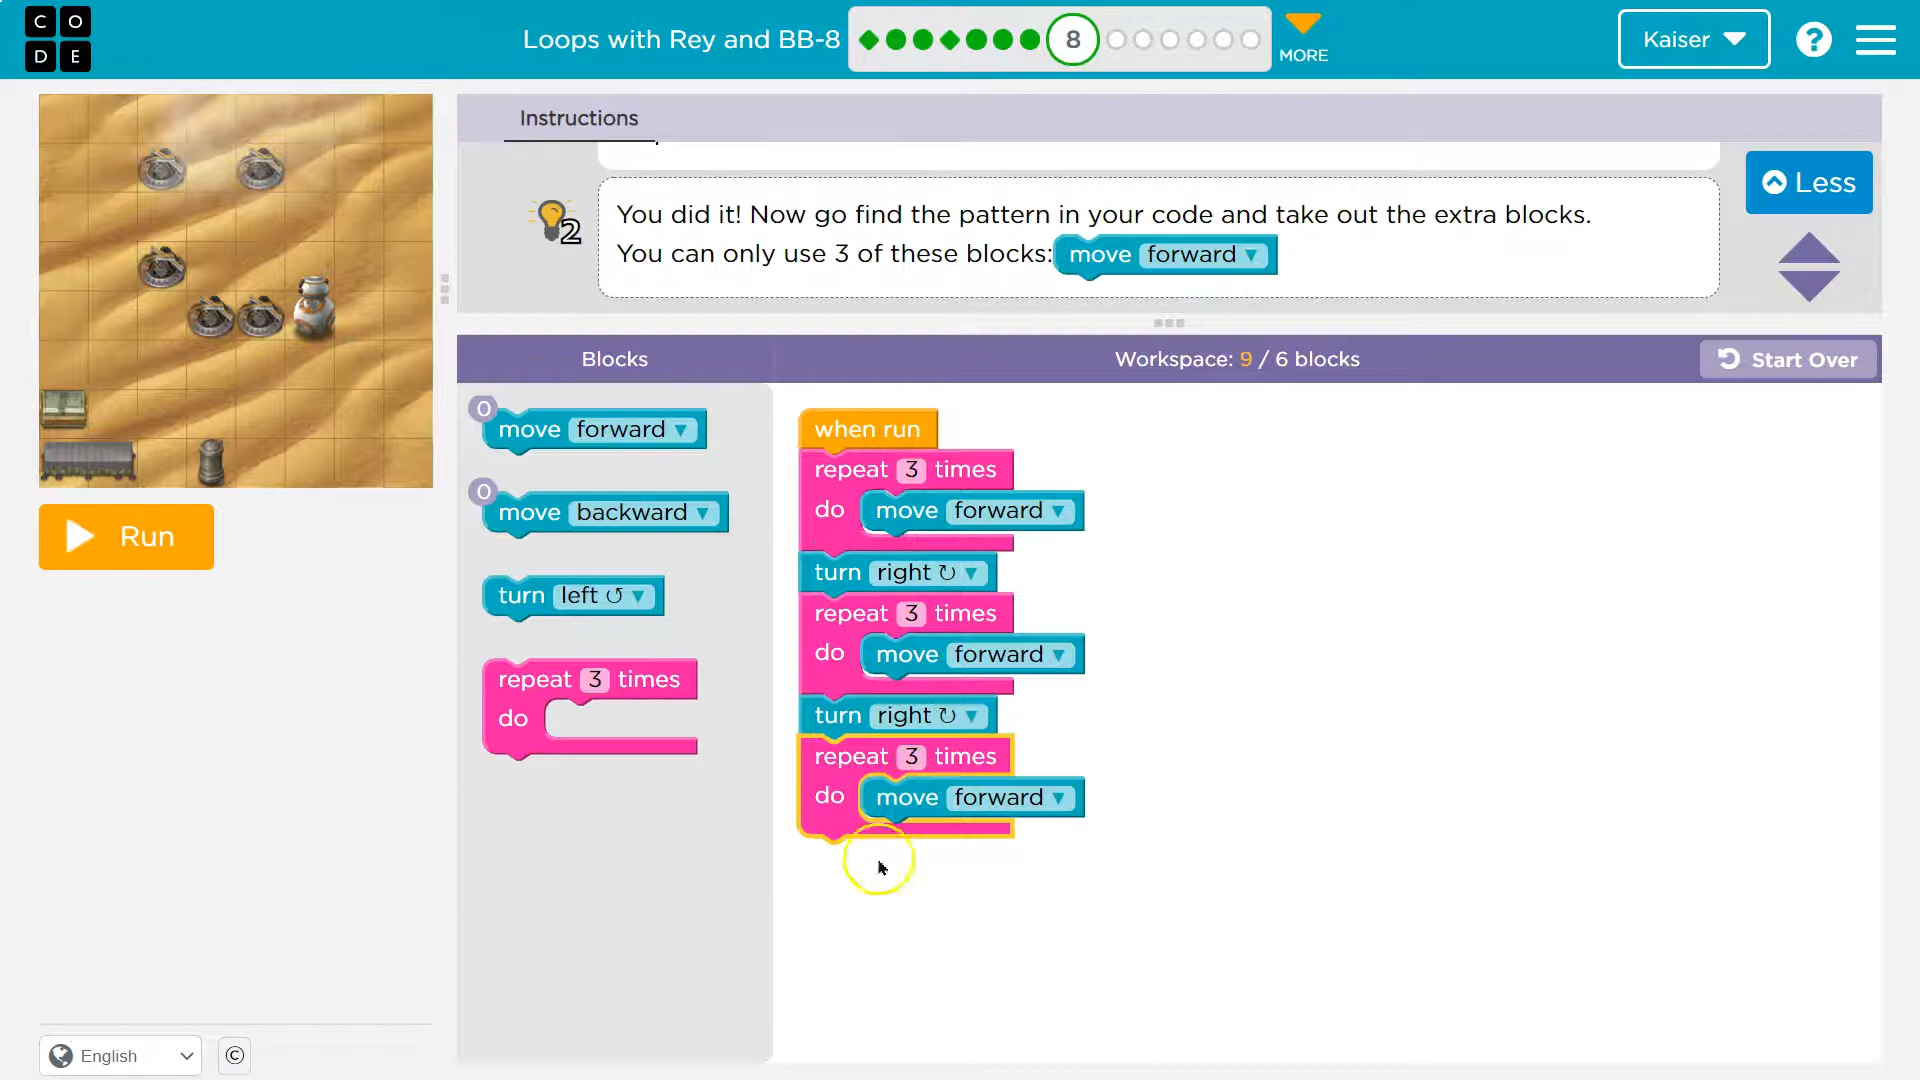 C O
D E
Loops with Rey and BB-8
8
MORE
Kaiser
?
Instructions
2
You did it! Now go find the pattern in your code and take out the extra blocks.
You can only use 3 of these blocks: move forward ▼
Less
Blocks
Workspace: 9 / 6 blocks
Start Over
0
move forward ▼
0
move backward ▼
turn left ↺ ▼
repeat 3 times
do
when run
repeat 3 times
do move forward ▼
turn right ↻ ▼
repeat 3 times
do move forward ▼
turn right ↻ ▼
repeat 3 times
do move forward ▼
Run
English
©